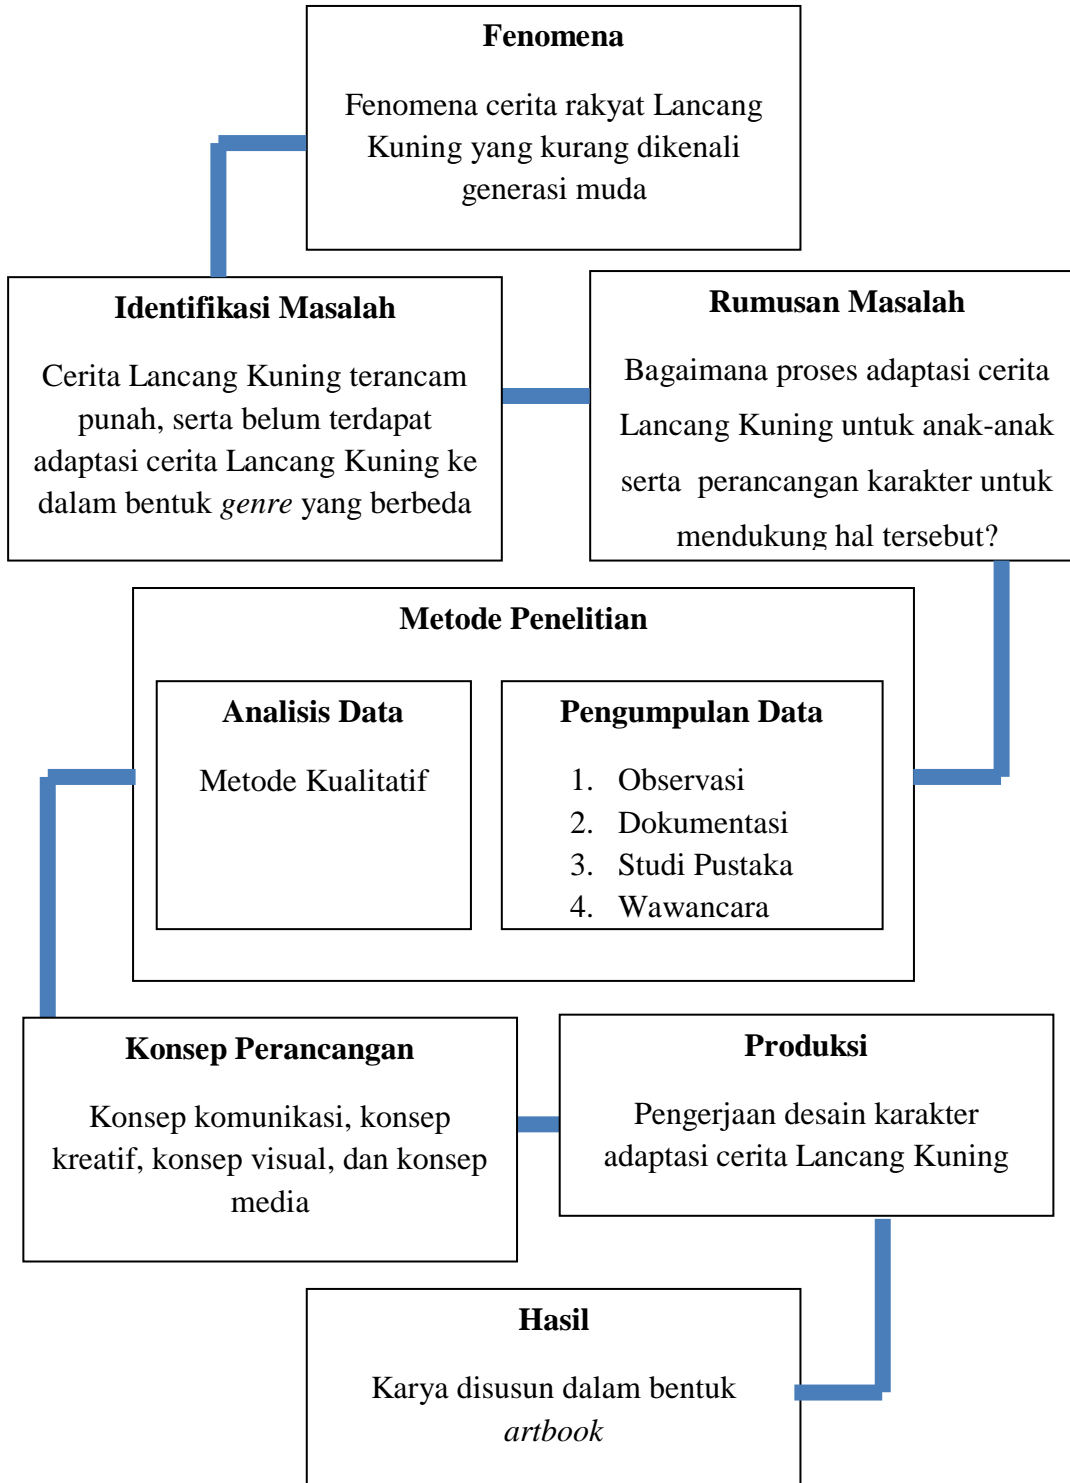 Fenomena
Fenomena cerita rakyat Lancang
Kuning yang kurang dikenali
generasi muda
Identifikasi Masalah
Cerita Lancang Kuning terancam
punah, serta belum terdapat
adaptasi cerita Lancang Kuning ke
dalam bentuk genre yang berbeda
Rumusan Masalah
Bagaimana proses adaptasi cerita
Lancang Kuning untuk anak-anak
serta perancangan karakter untuk
mendukung hal tersebut?
Metode Penelitian
Analisis Data
Metode Kualitatif
Pengumpulan Data
1. Observasi
2. Dokumentasi
3. Studi Pustaka
4. Wawancara
Konsep Perancangan
Konsep komunikasi, konsep
kreatif, konsep visual, dan konsep
media
Produksi
Pengerjaan desain karakter
adaptasi cerita Lancang Kuning
Hasil
Karya disusun dalam bentuk
artbook